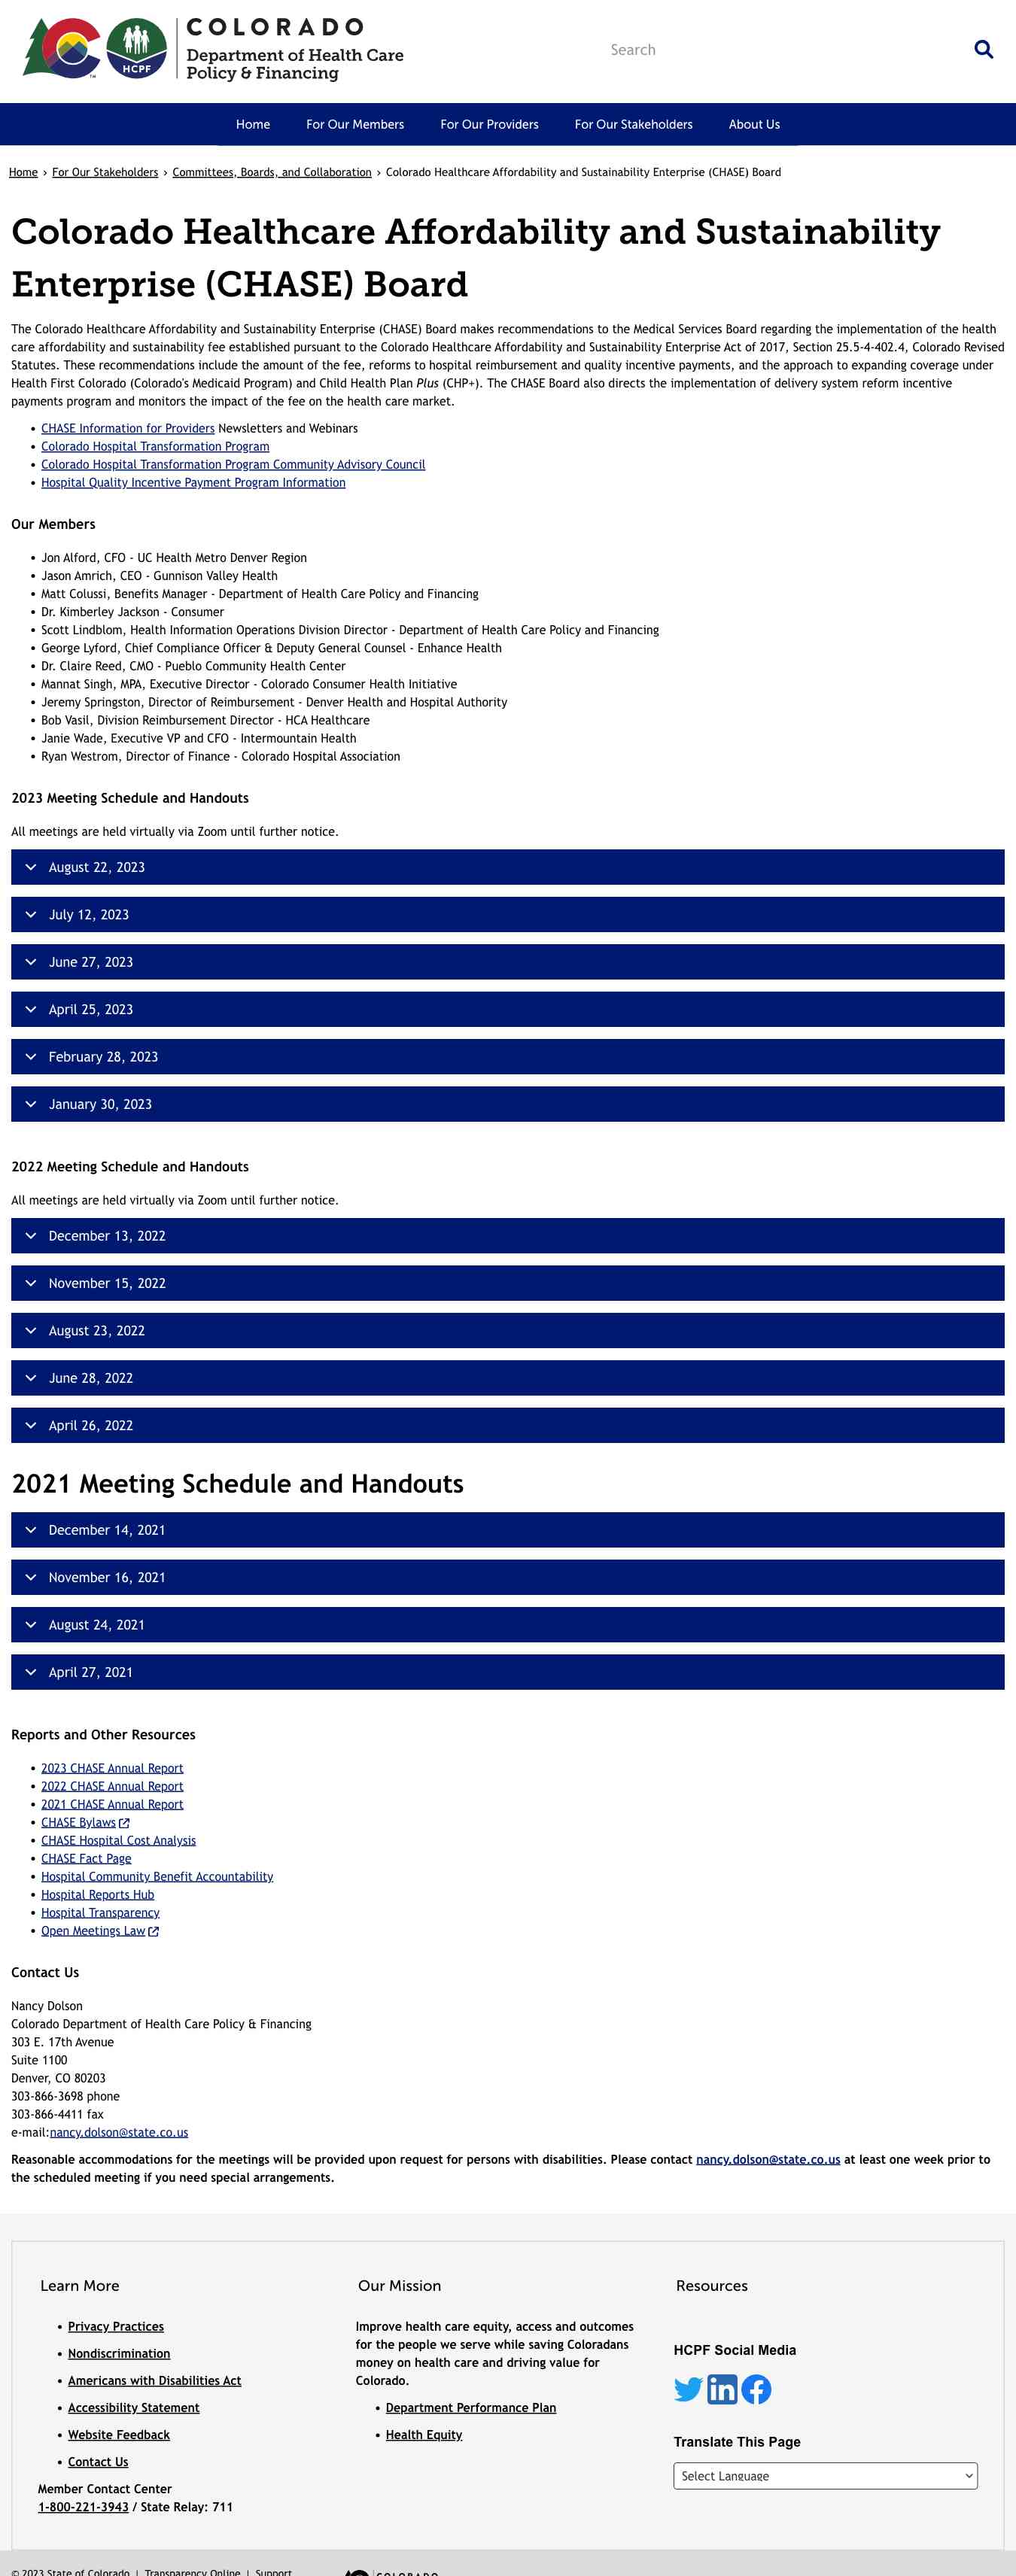 COLORADO
Department of Health Care
Policy & Financing
HCPF
TM
Search
Home For Our Members For Our Providers For Our Stakeholders About Us
Home › For Our Stakeholders › Committees, Boards, and Collaboration › Colorado Healthcare Affordability and Sustainability Enterprise (CHASE) Board
Colorado Healthcare Affordability and Sustainability
Enterprise (CHASE) Board
The Colorado Healthcare Affordability and Sustainability Enterprise (CHASE) Board makes recommendations to the Medical Services Board regarding the implementation of the health
care affordability and sustainability fee established pursuant to the Colorado Healthcare Affordability and Sustainability Enterprise Act of 2017, Section 25.5-4-402.4, Colorado Revised
Statutes. These recommendations include the amount of the fee, reforms to hospital reimbursement and quality incentive payments, and the approach to expanding coverage under
Health First Colorado (Colorado's Medicaid Program) and Child Health Plan Plus (CHP+). The CHASE Board also directs the implementation of delivery system reform incentive
payments program and monitors the impact of the fee on the health care market.
• CHASE Information for Providers Newsletters and Webinars
• Colorado Hospital Transformation Program
• Colorado Hospital Transformation Program Community Advisory Council
• Hospital Quality Incentive Payment Program Information
Our Members
• Jon Alford, CFO - UC Health Metro Denver Region
• Jason Amrich, CEO - Gunnison Valley Health
• Matt Colussi, Benefits Manager - Department of Health Care Policy and Financing
• Dr. Kimberley Jackson - Consumer
• Scott Lindblom, Health Information Operations Division Director - Department of Health Care Policy and Financing
• George Lyford, Chief Compliance Officer & Deputy General Counsel - Enhance Health
• Dr. Claire Reed, CMO - Pueblo Community Health Center
• Mannat Singh, MPA, Executive Director - Colorado Consumer Health Initiative
• Jeremy Springston, Director of Reimbursement - Denver Health and Hospital Authority
• Bob Vasil, Division Reimbursement Director - HCA Healthcare
• Janie Wade, Executive VP and CFO - Intermountain Health
• Ryan Westrom, Director of Finance - Colorado Hospital Association
2023 Meeting Schedule and Handouts
All meetings are held virtually via Zoom until further notice.
August 22, 2023
July 12, 2023
June 27, 2023
April 25, 2023
February 28, 2023
January 30, 2023
2022 Meeting Schedule and Handouts
All meetings are held virtually via Zoom until further notice.
December 13, 2022
November 15, 2022
August 23, 2022
June 28, 2022
April 26, 2022
2021 Meeting Schedule and Handouts
December 14, 2021
November 16, 2021
August 24, 2021
April 27, 2021
Reports and Other Resources
• 2023 CHASE Annual Report
• 2022 CHASE Annual Report
• 2021 CHASE Annual Report
• CHASE Bylaws
• CHASE Hospital Cost Analysis
• CHASE Fact Page
• Hospital Community Benefit Accountability
• Hospital Reports Hub
• Hospital Transparency
• Open Meetings Law
Contact Us
Nancy Dolson
Colorado Department of Health Care Policy & Financing
303 E. 17th Avenue
Suite 1100
Denver, CO 80203
303-866-3698 phone
303-866-4411 fax
e-mail:nancy.dolson@state.co.us
Reasonable accommodations for the meetings will be provided upon request for persons with disabilities. Please contact nancy.dolson@state.co.us at least one week prior to
the scheduled meeting if you need special arrangements.
Learn More
• Privacy Practices
• Nondiscrimination
• Americans with Disabilities Act
• Accessibility Statement
• Website Feedback
• Contact Us
Member Contact Center
1-800-221-3943 / State Relay: 711
Our Mission
Improve health care equity, access and outcomes
for the people we serve while saving Coloradans
money on health care and driving value for
Colorado.
• Department Performance Plan
• Health Equity
Resources
HCPF Social Media
Translate This Page
Select Language
© 2023 State of Colorado | Transparency Online | Support
COLORADO